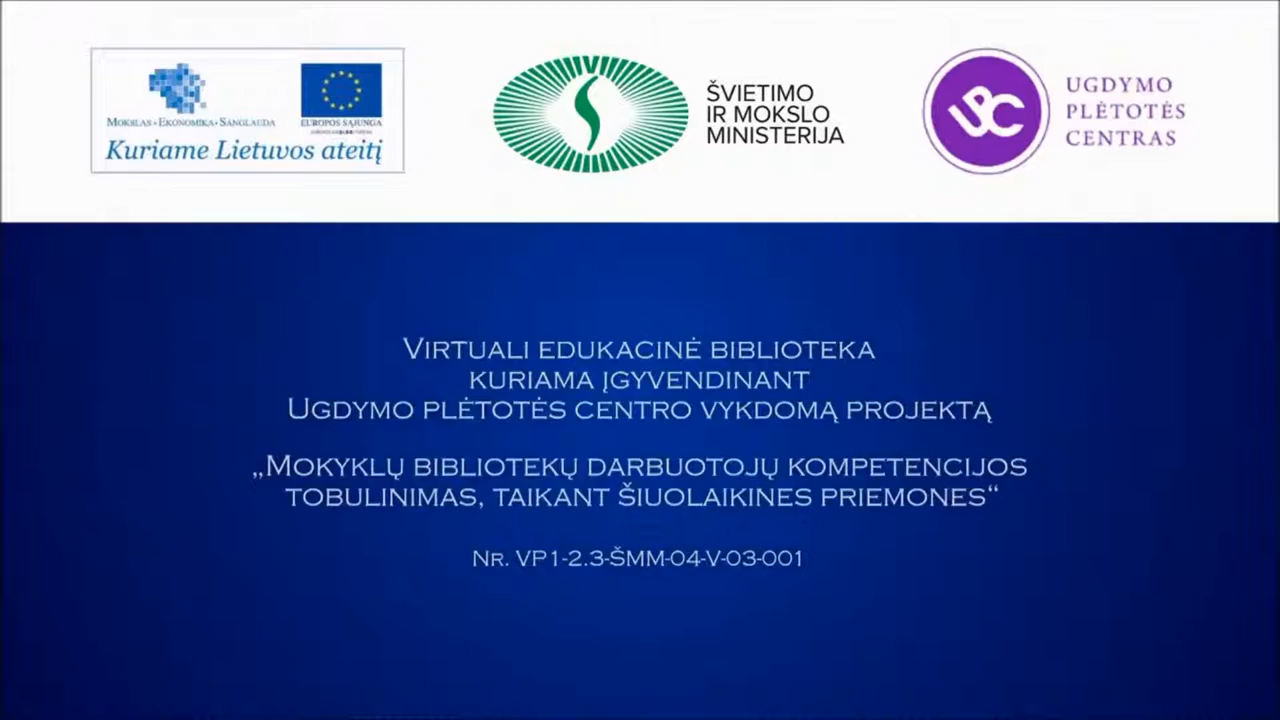 MOKSLAS • EKONOMIKA • SANGLAUDA
EUROPOS SĄJUNGA
Kuriame Lietuvos ateitį
ŠVIETIMO
IR MOKSLO
MINISTERIJA
UPC
UGDYMO
PLĖTOTĖS
CENTRAS
VIRTUALI EDUKACINĖ BIBLIOTEKA
KURIAMA ĮGYVENDINANT
UGDYMO PLĖTOTĖS CENTRO VYKDOMĄ PROJEKTĄ
„MOKYKLŲ BIBLIOTEKŲ DARBUOTOJŲ KOMPETENCIJOS
TOBULINIMAS, TAIKANT ŠIUOLAIKINES PRIEMONES“
NR. VP1-2.3-ŠMM-04-V-03-001